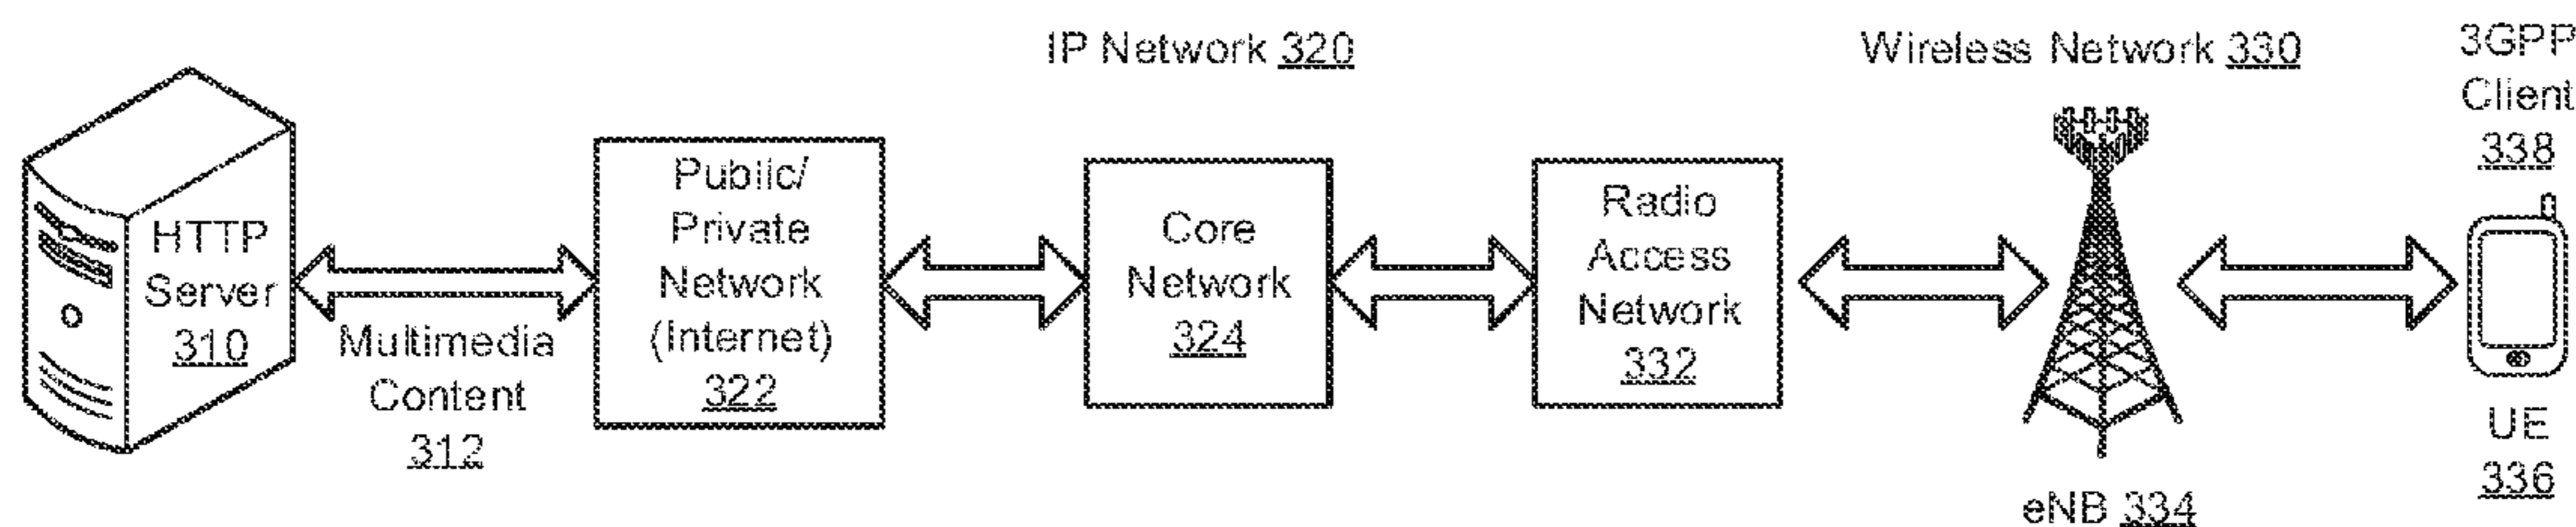 IP Network 320
Wireless Network 330
3GPP
Client
338
HTTP
Server
310
Multimedia
Content
312
Public/
Private
Network
(Internet)
322
Core
Network
324
Radio
Access
Network
332
eNB 334
UE
336